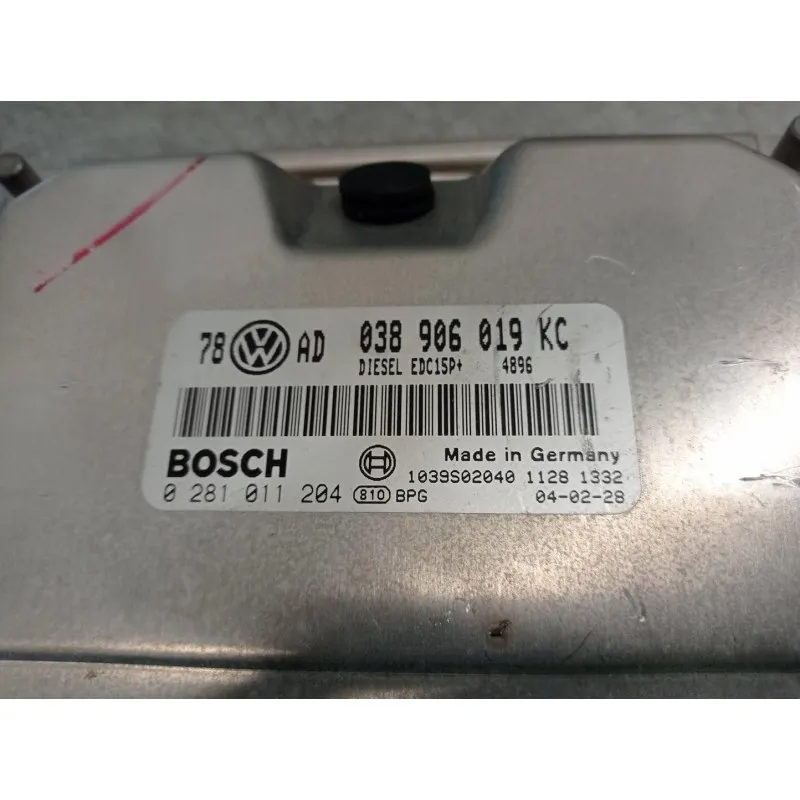 78 VW AD 038 906 019 KC
DIESEL EDC15P+ 4896
BOSCH Made in Germany
1039S02040 1128 1332
0 281 011 204 810 BPG 04-02-28